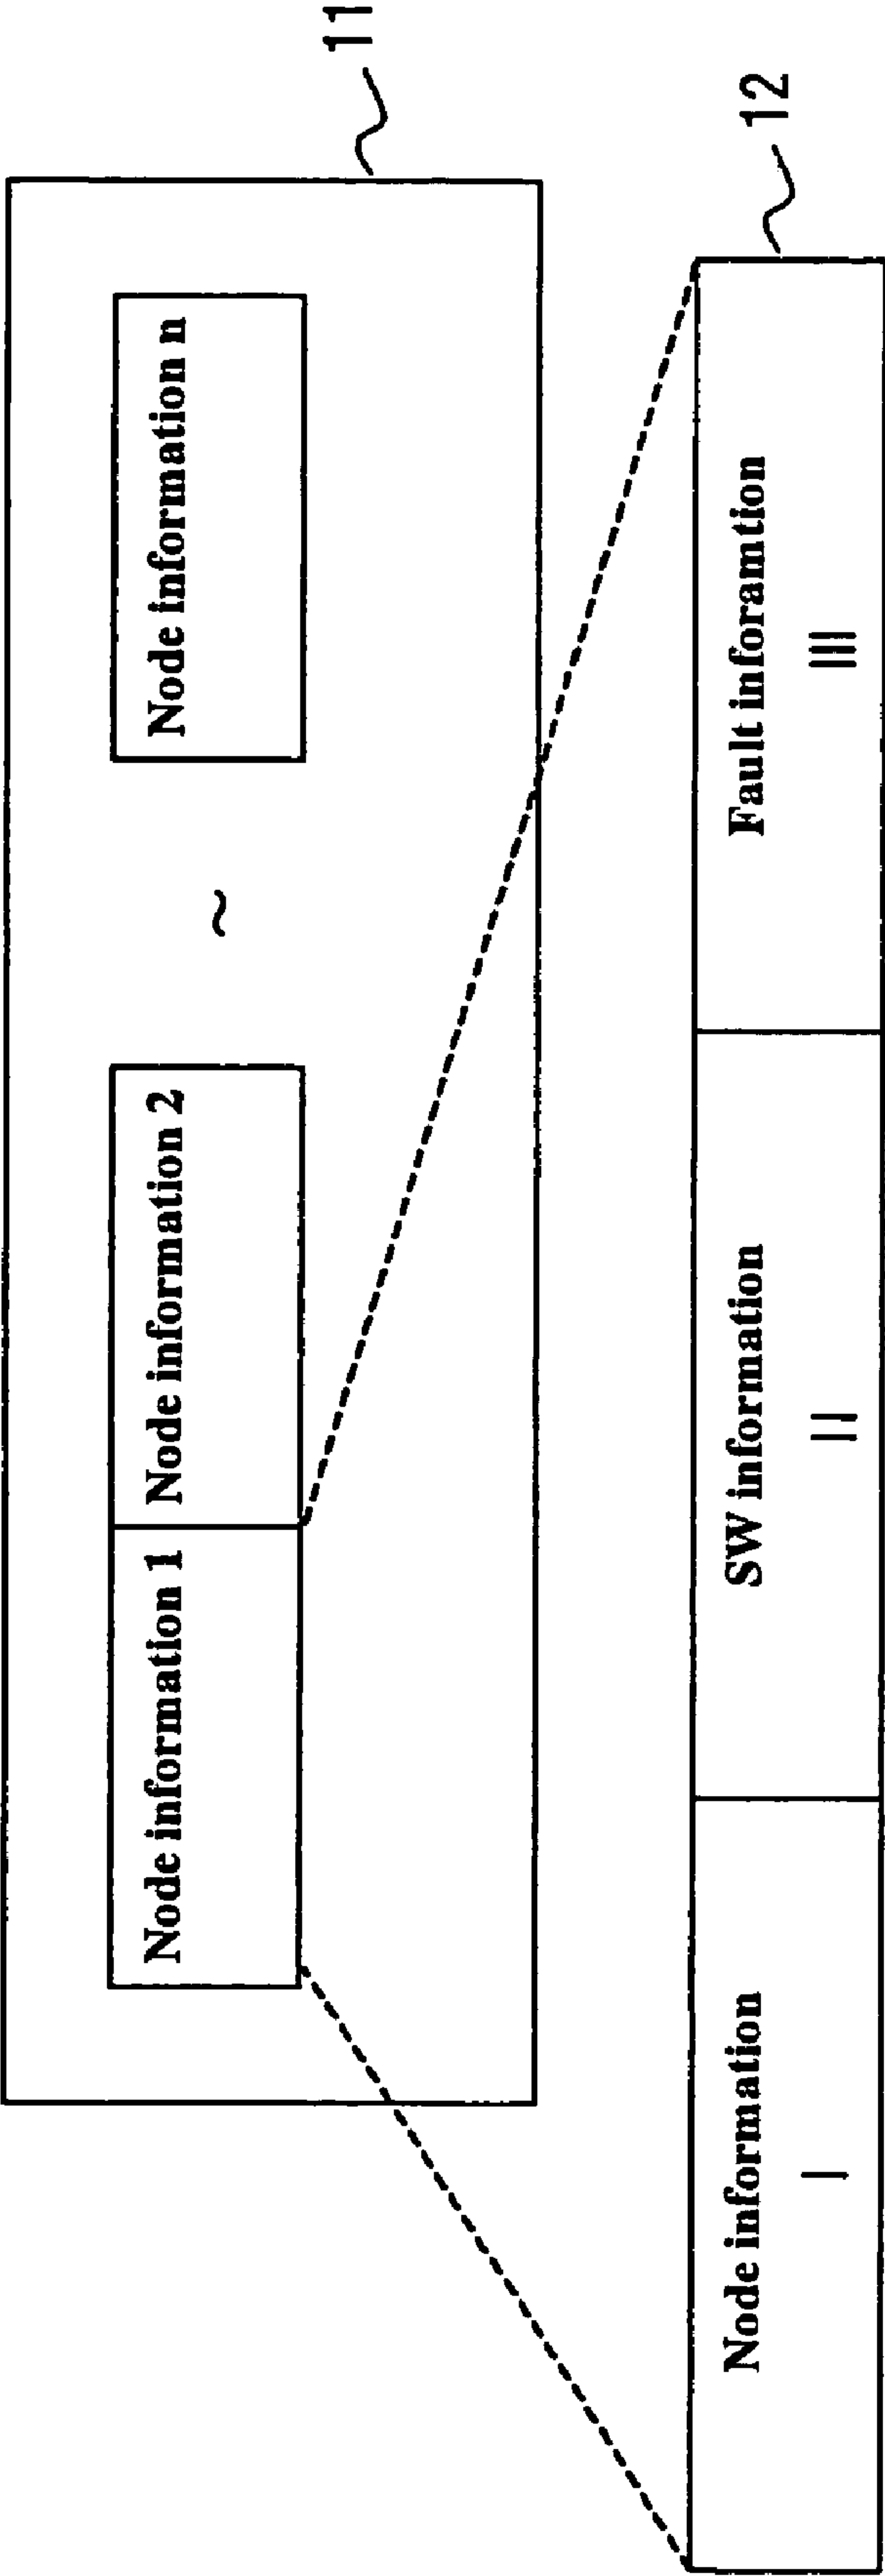 11
Node information 1
Node information 2
~
Node information n
12
Node information
I
SW information
II
Fault inforamtion
III